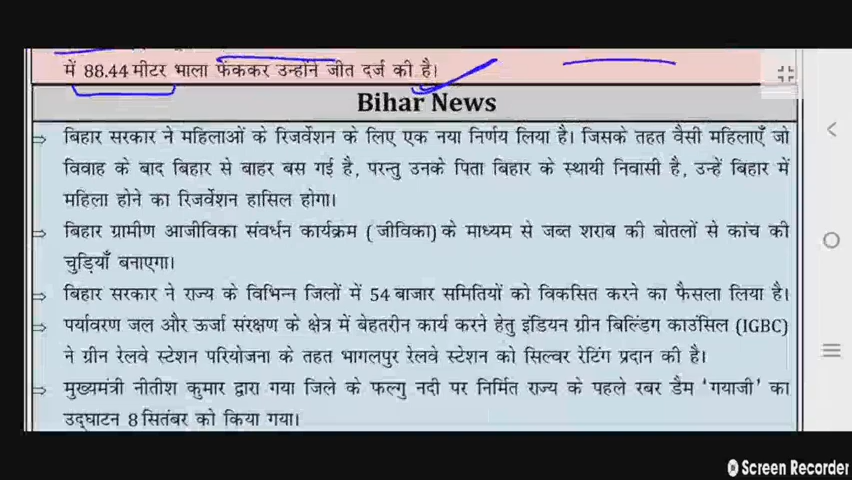 में 88.44 मीटर भाला फेंककर उन्होंने जीत दर्ज की है।
Bihar News
⇒ बिहार सरकार ने महिलाओं के रिजर्वेशन के लिए एक नया निर्णय लिया है। जिसके तहत वैसी महिलाएँ जो
विवाह के बाद बिहार से बाहर बस गई है, परन्तु उनके पिता बिहार के स्थायी निवासी है, उन्हें बिहार में
महिला होने का रिजर्वेशन हासिल होगा।
⇒ बिहार ग्रामीण आजीविका संवर्धन कार्यक्रम (जीविका) के माध्यम से जब्त शराब की बोतलों से कांच की
चुड़ियाँ बनाएगा।
⇒ बिहार सरकार ने राज्य के विभिन्न जिलों में 54 बाजार समितियों को विकसित करने का फैसला लिया है।
⇒ पर्यावरण जल और ऊर्जा संरक्षण के क्षेत्र में बेहतरीन कार्य करने हेतु इंडियन ग्रीन बिल्डिंग काउंसिल (IGBC)
ने ग्रीन रेलवे स्टेशन परियोजना के तहत भागलपुर रेलवे स्टेशन को सिल्वर रेटिंग प्रदान की है।
⇒ मुख्यमंत्री नीतीश कुमार द्वारा गया जिले के फल्गु नदी पर निर्मित राज्य के पहले रबर डैम ‘गयाजी’ का
उद्घाटन 8 सितंबर को किया गया।
Screen Recorder